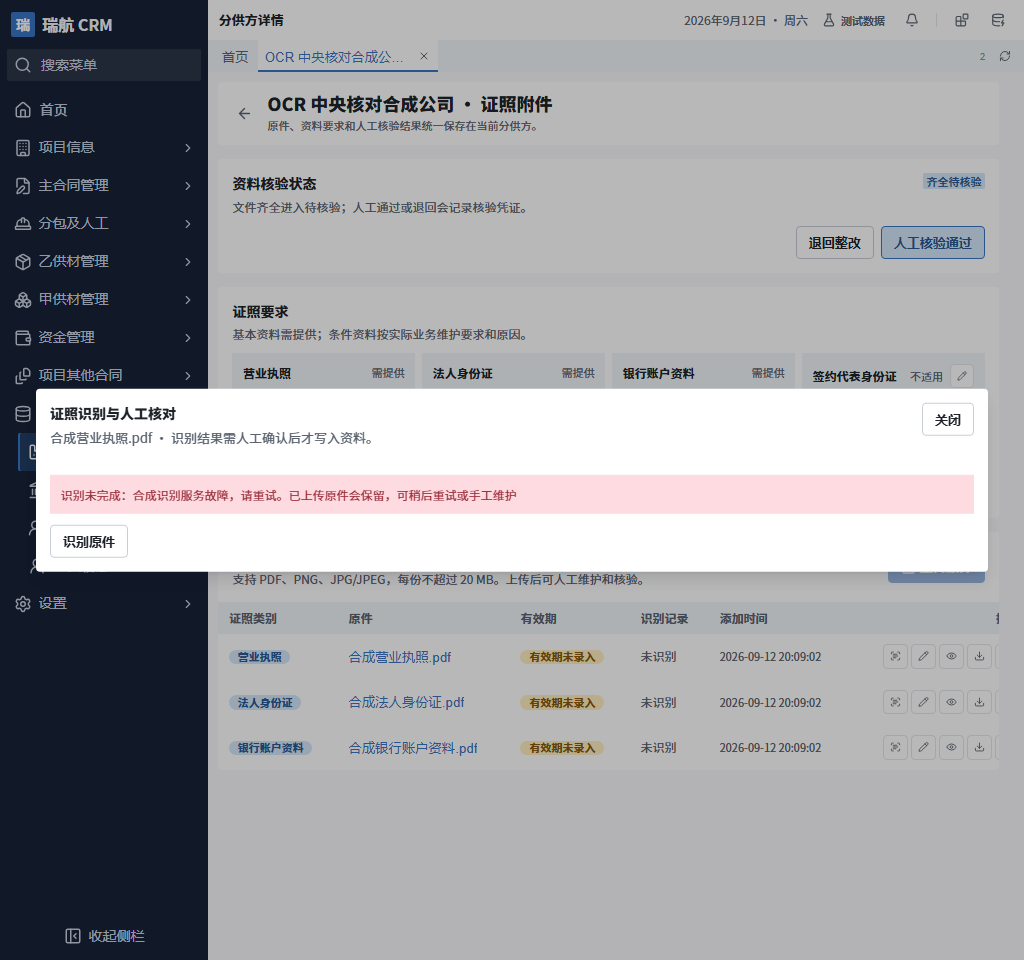 瑞 瑞航 CRM
搜索菜单
首页
项目信息
主合同管理
分包及人工
乙供材管理
甲供材管理
资金管理
项目其他合同
设置
收起侧栏
分供方详情
2026年9月12日 · 周六
测试数据
首页
OCR 中央核对合成公...
2
OCR 中央核对合成公司 · 证照附件
原件、资料要求和人工核验结果统一保存在当前分供方。
资料核验状态
齐全待核验
文件齐全进入待核验；人工通过或退回会记录核验凭证。
退回整改
人工核验通过
证照要求
基本资料需提供；条件资料按实际业务维护要求和原因。
营业执照 需提供
法人身份证 需提供
银行账户资料 需提供
签约代表身份证 不适用
证照识别与人工核对
关闭
合成营业执照.pdf · 识别结果需人工确认后才写入资料。
识别未完成：合成识别服务故障，请重试。已上传原件会保留，可稍后重试或手工维护
识别原件
支持 PDF、PNG、JPG/JPEG，每份不超过 20 MB。上传后可人工维护和核验。
证照类别 原件 有效期 识别记录 添加时间
营业执照 合成营业执照.pdf 有效期未录入 未识别 2026-09-12 20:09:02
法人身份证 合成法人身份证.pdf 有效期未录入 未识别 2026-09-12 20:09:02
银行账户资料 合成银行账户资料.pdf 有效期未录入 未识别 2026-09-12 20:09:02